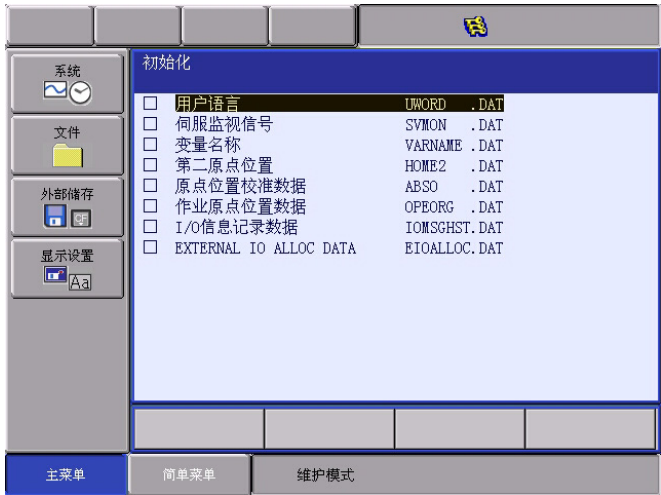 系统
文件
外部储存
CF
显示设置
Aa
初始化
用户语言 UWORD .DAT
伺服监视信号 SVMON .DAT
变量名称 VARNAME .DAT
第二原点位置 HOME2 .DAT
原点位置校准数据 ABSO .DAT
作业原点位置数据 OPEORG .DAT
I/O信息记录数据 IOMSGHST.DAT
EXTERNAL IO ALLOC DATA EIOALLOC.DAT
主菜单 简单菜单 维护模式